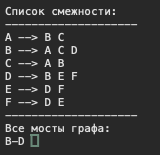 Список смежности:
--------------------
A --> B C
B --> A C D
C --> A B
D --> B E F
E --> D F
F --> D E
--------------------
Все мосты графа:
B-D